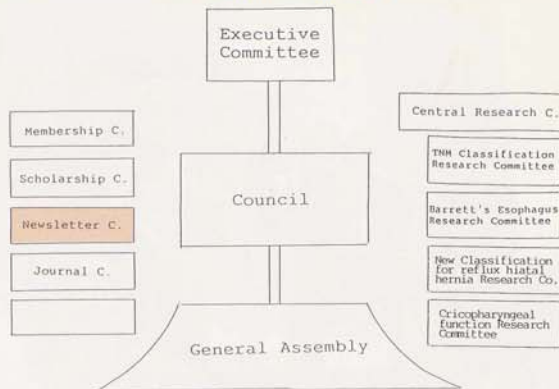 Executive
Committee
Membership C.
Scholarship C.
Newsletter C.
Journal C.
Council
General Assembly
Central Research C.
TNM Classification
Research Committee
Barrett's Esophagus
Research Committee
New Classification
for reflux hiatal
hernia Research Co.
Cricopharyngeal
function Research
Committee